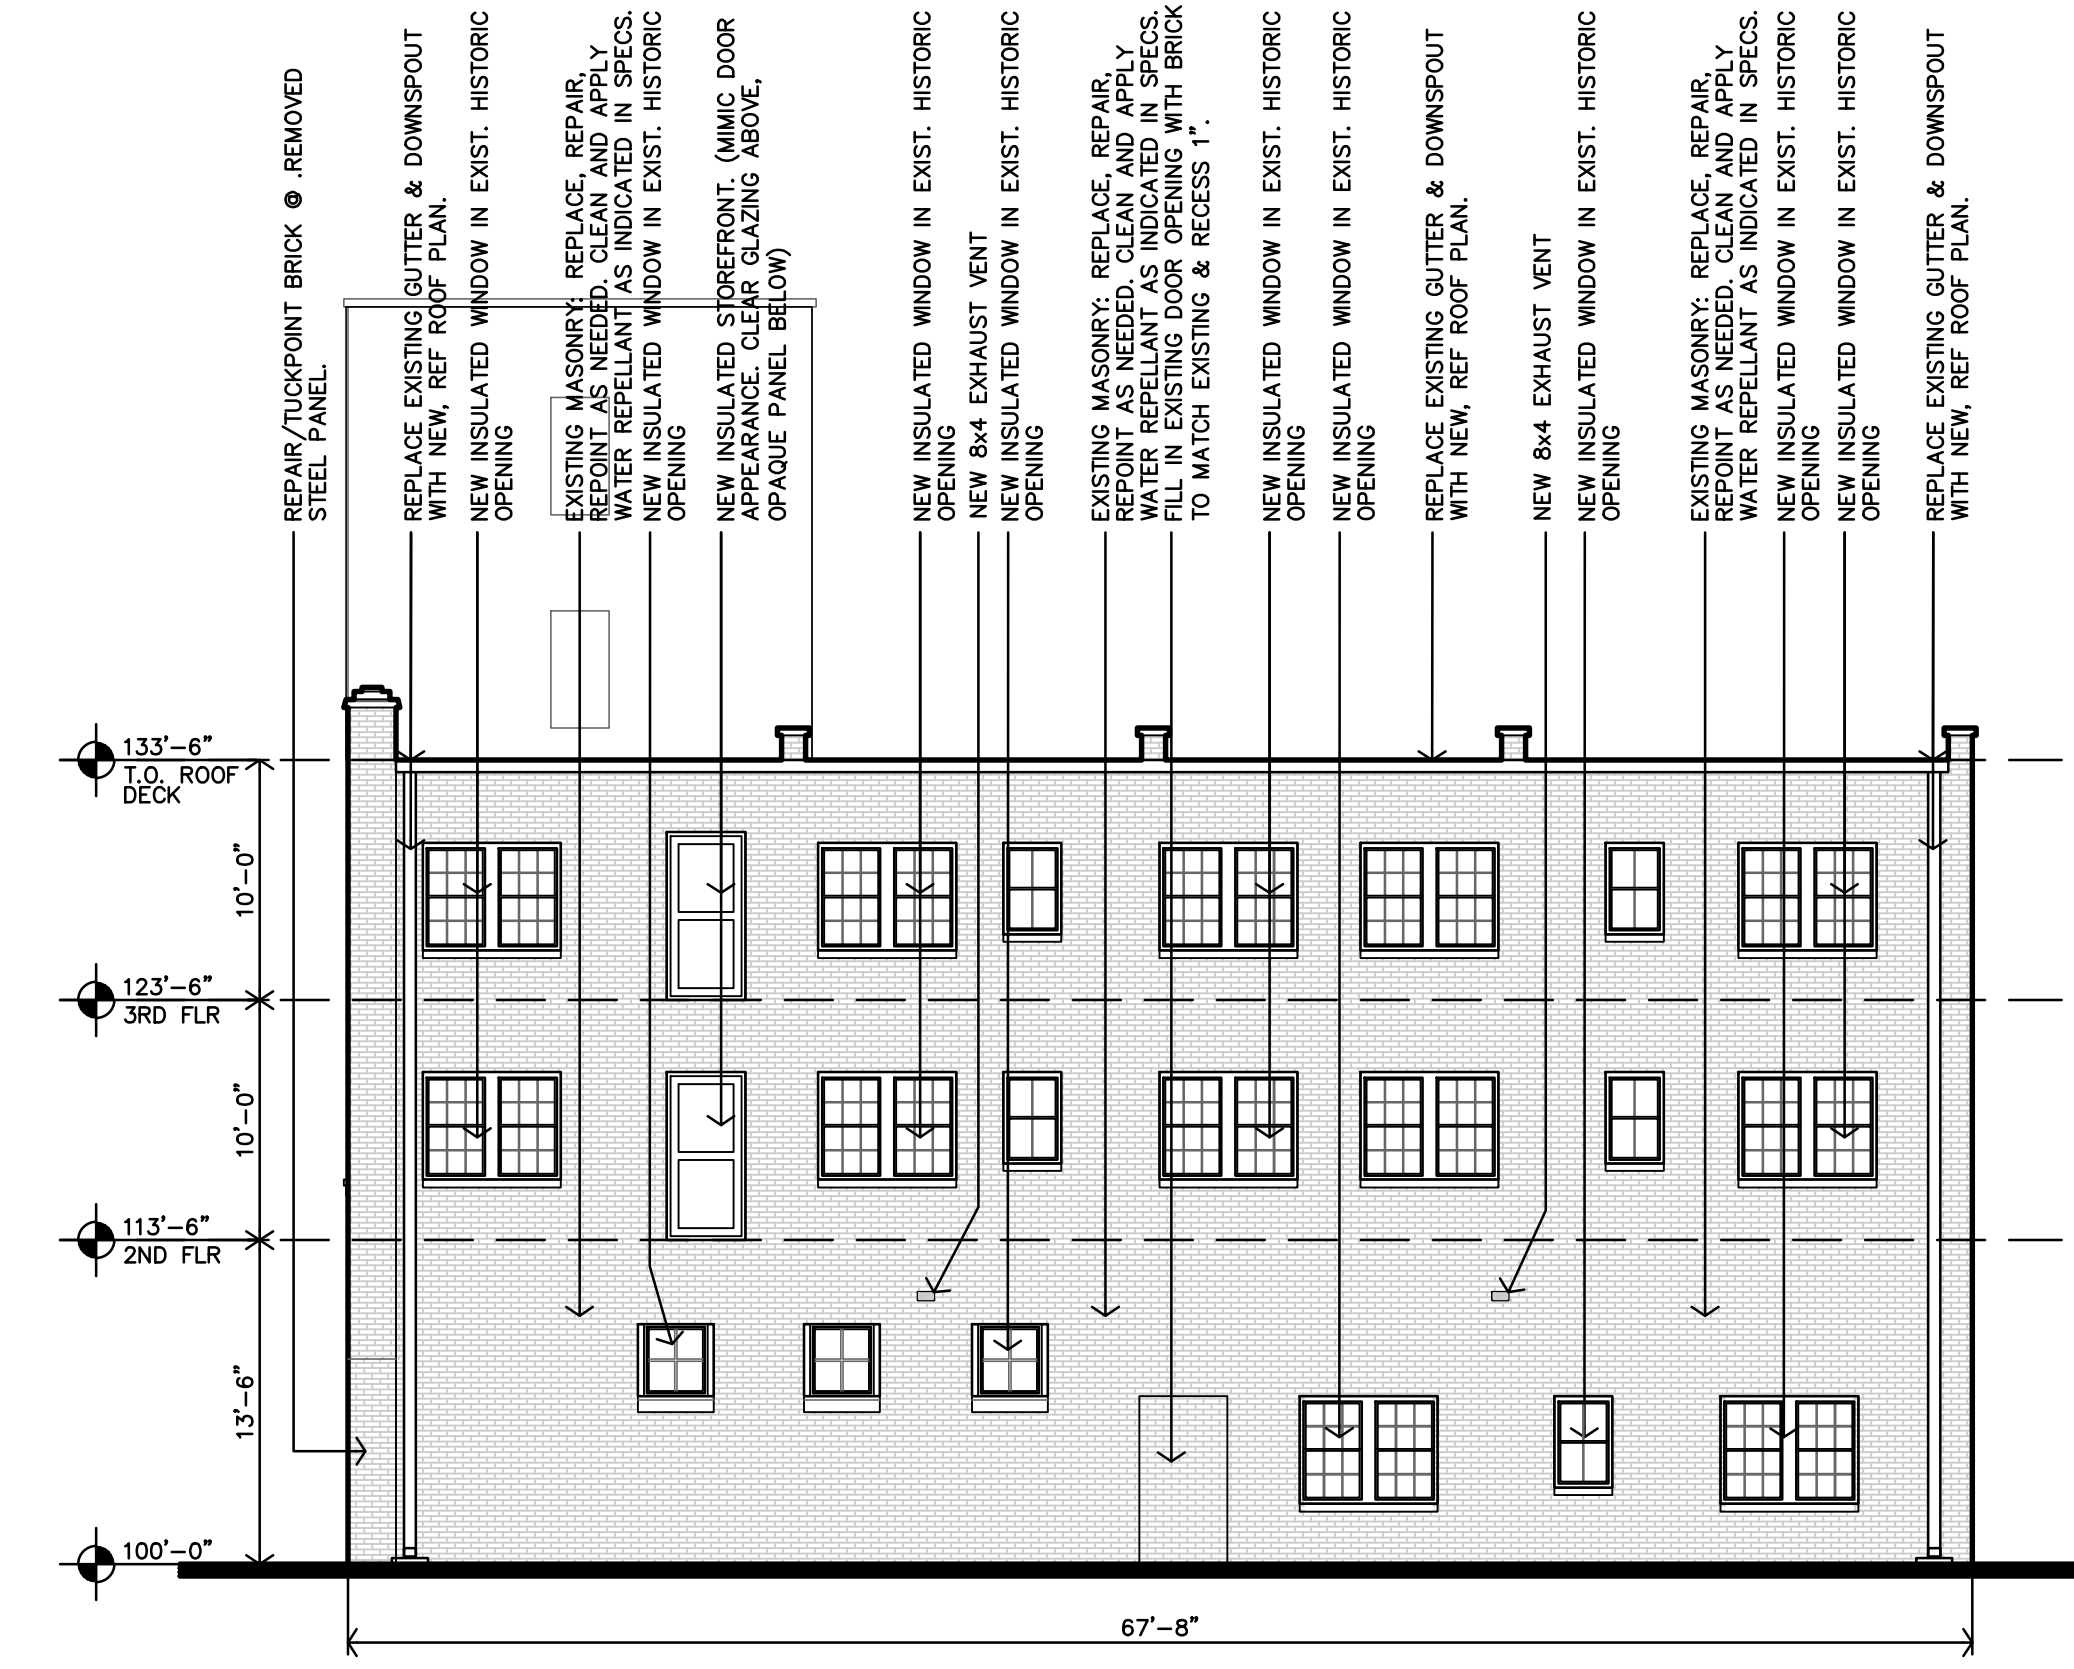 REPAIR/TUCKPOINT BRICK @ .REMOVED
STEEL PANEL.
REPLACE EXISTING GUTTER & DOWNSPOUT
WITH NEW, REF ROOF PLAN.
NEW INSULATED WINDOW IN EXIST. HISTORIC
OPENING
EXISTING MASONRY: REPLACE, REPAIR,
REPOINT AS NEEDED. CLEAN AND APPLY
WATER REPELLANT AS INDICATED IN SPECS.
NEW INSULATED WINDOW IN EXIST. HISTORIC
OPENING
NEW INSULATED STOREFRONT. (MIMIC DOOR
APPEARANCE. CLEAR GLAZING ABOVE,
OPAQUE PANEL BELOW)
NEW INSULATED WINDOW IN EXIST. HISTORIC
OPENING
NEW 8x4 EXHAUST VENT
NEW INSULATED WINDOW IN EXIST. HISTORIC
OPENING
EXISTING MASONRY: REPLACE, REPAIR,
REPOINT AS NEEDED. CLEAN AND APPLY
WATER REPELLANT AS INDICATED IN SPECS.
FILL IN EXISTING DOOR OPENING WITH BRICK
TO MATCH EXISTING & RECESS 1".
NEW INSULATED WINDOW IN EXIST. HISTORIC
OPENING
NEW INSULATED WINDOW IN EXIST. HISTORIC
OPENING
REPLACE EXISTING GUTTER & DOWNSPOUT
WITH NEW, REF ROOF PLAN.
NEW 8x4 EXHAUST VENT
NEW INSULATED WINDOW IN EXIST. HISTORIC
OPENING
EXISTING MASONRY: REPLACE, REPAIR,
REPOINT AS NEEDED. CLEAN AND APPLY
WATER REPELLANT AS INDICATED IN SPECS.
NEW INSULATED WINDOW IN EXIST. HISTORIC
OPENING
NEW INSULATED WINDOW IN EXIST. HISTORIC
OPENING
REPLACE EXISTING GUTTER & DOWNSPOUT
WITH NEW, REF ROOF PLAN.
133'-6"
T.O. ROOF
DECK
10'-0"
123'-6"
3RD FLR
10'-0"
113'-6"
2ND FLR
13'-6"
100'-0"
67'-8"